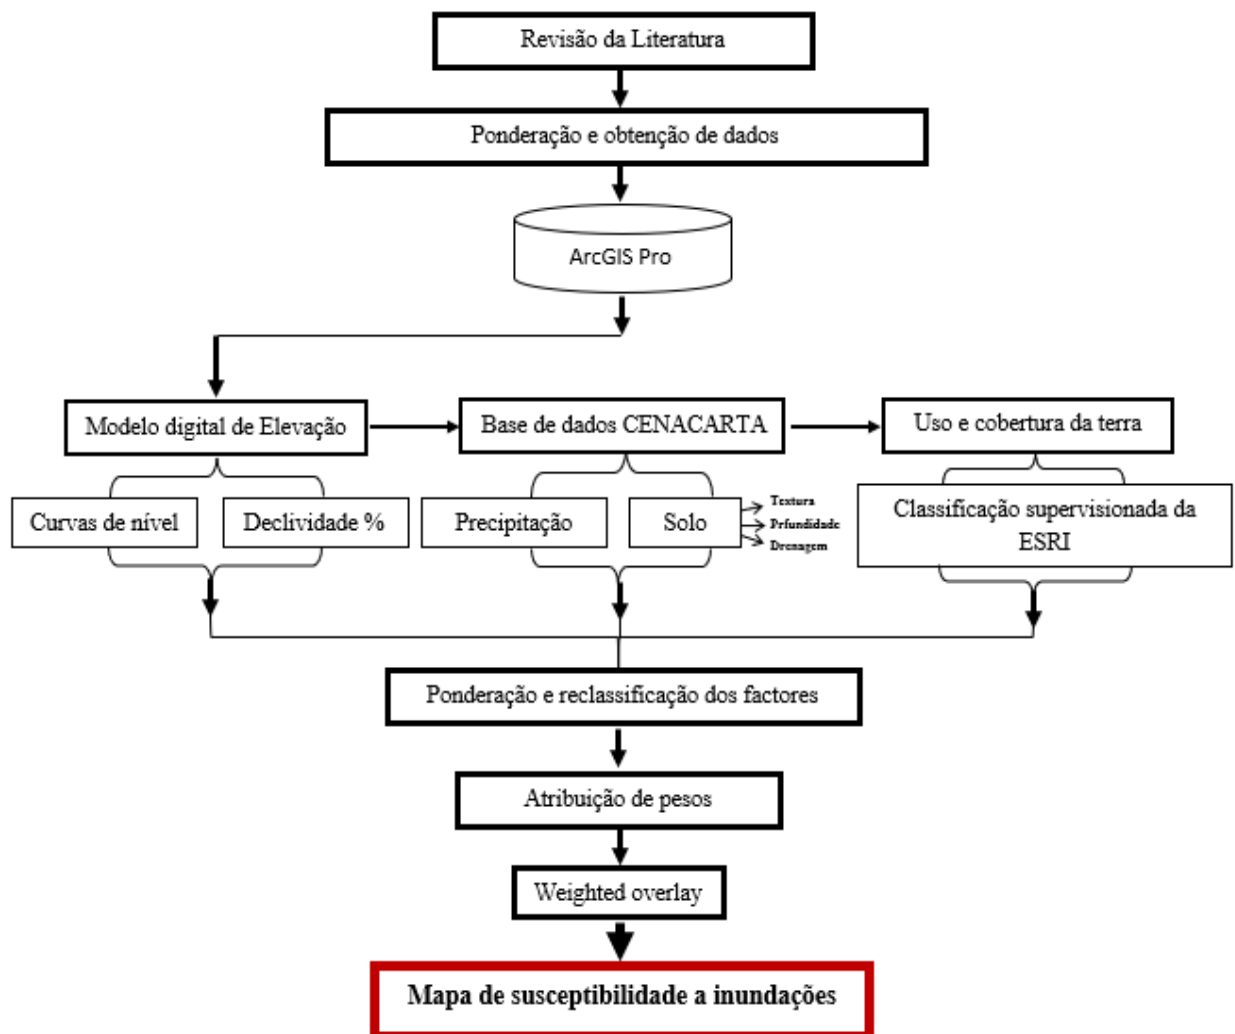 Revisão da Literatura
Ponderação e obtenção de dados
ArcGIS Pro
Modelo digital de Elevação
Base de dados CENACARTA
Uso e cobertura da terra
Curvas de nível
Declividade %
Precipitação
Solo
Textura
Prfundidade
Drenagem
Classificação supervisionada da
ESRI
Ponderação e reclassificação dos factores
Atribuição de pesos
Weighted overlay
Mapa de susceptibilidade a inundações